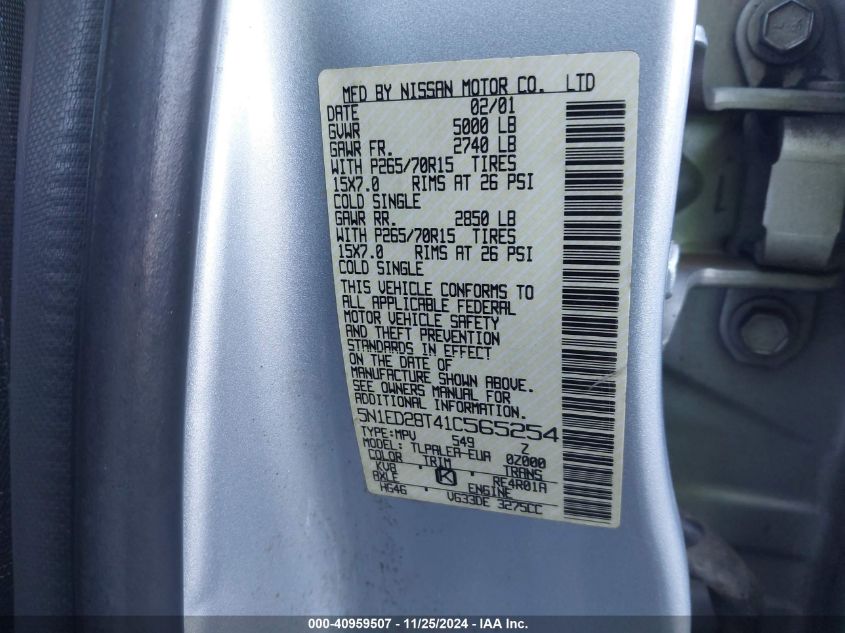 MFD BY NISSAN MOTOR CO. LTD
DATE 02/01
GVWR 5000 LB
GAWR FR. 2740 LB
WITH P265/70R15 TIRES
15X7.0 RIMS AT 26 PSI
COLD SINGLE
GAWR RR. 2850 LB
WITH P265/70R15 TIRES
15X7.0 RIMS AT 26 PSI
COLD SINGLE
THIS VEHICLE CONFORMS TO
ALL APPLICABLE FEDERAL
MOTOR VEHICLE SAFETY
AND THEFT PREVENTION
STANDARDS IN EFFECT
ON THE DATE OF
MANUFACTURE SHOWN ABOVE.
SEE OWNERS MANUAL FOR
ADDITIONAL INFORMATION.
5N1ED28T41C565254
TYPE:MPV 549 Z
MODEL: TLPALEA-EUA 0Z000
COLOR TRIM TRANS
KV8 K RE4R01A
AXLE ENGINE
HG46 VG33DE 3275CC
000-40959507 - 11/25/2024 - IAA Inc.